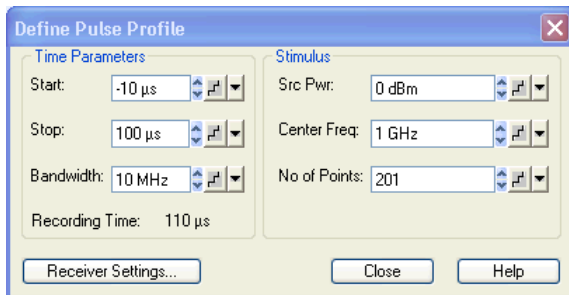 Define Pulse Profile
Time Parameters
Start: -10 µs
Stop: 100 µs
Bandwidth: 10 MHz
Recording Time: 110 µs
Stimulus
Src Pwr: 0 dBm
Center Freq: 1 GHz
No of Points: 201
Receiver Settings...
Close
Help